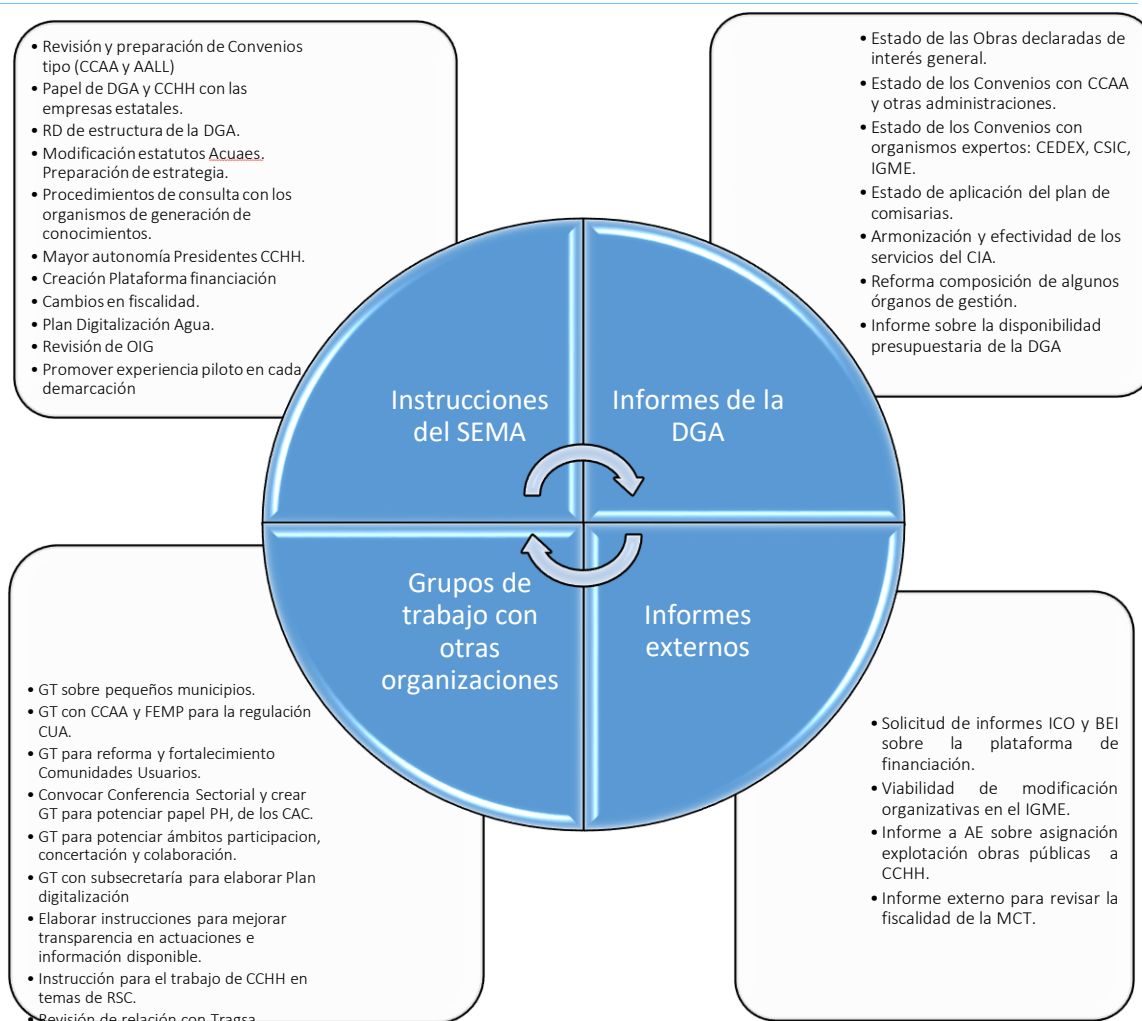 • Revisión y preparación de Convenios
tipo (CCAA y AALL)
• Papel de DGA y CCHH con las
empresas estatales.
• RD de estructura de la DGA.
• Modificación estatutos Acuaes.
Preparación de estrategia.
• Procedimientos de consulta con los
organismos de generación de
conocimientos.
• Mayor autonomía Presidentes CCHH.
• Creación Plataforma financiación
• Cambios en fiscalidad.
• Plan Digitalización Agua.
• Revisión de OIG
• Promover experiencia piloto en cada
demarcación
• Estado de las Obras declaradas de
interés general.
• Estado de los Convenios con CCAA
y otras administraciones.
• Estado de los Convenios con
organismos expertos: CEDEX, CSIC,
IGME.
• Estado de aplicación del plan de
comisarias.
• Armonización y efectividad de los
servicios del CIA.
• Reforma composición de algunos
órganos de gestión.
• Informe sobre la disponibilidad
presupuestaria de la DGA
Instrucciones
del SEMA
Informes de la
DGA
Grupos de
trabajo con
otras
organizaciones
Informes
externos
• GT sobre pequeños municipios.
• GT con CCAA y FEMP para la regulación
CUA.
• GT para reforma y fortalecimiento
Comunidades Usuarios.
• Convocar Conferencia Sectorial y crear
GT para potenciar papel PH, de los CAC.
• GT para potenciar ámbitos participacion,
concertación y colaboración.
• GT con subsecretaría para elaborar Plan
digitalización
• Elaborar instrucciones para mejorar
transparencia en actuaciones e
información disponible.
• Instrucción para el trabajo de CCHH en
temas de RSC.
• Revisión de relación con Tragsa
• Solicitud de informes ICO y BEI
sobre la plataforma de
financiación.
• Viabilidad de modificación
organizativas en el IGME.
• Informe a AE sobre asignación
explotación obras públicas a
CCHH.
• Informe externo para revisar la
fiscalidad de la MCT.